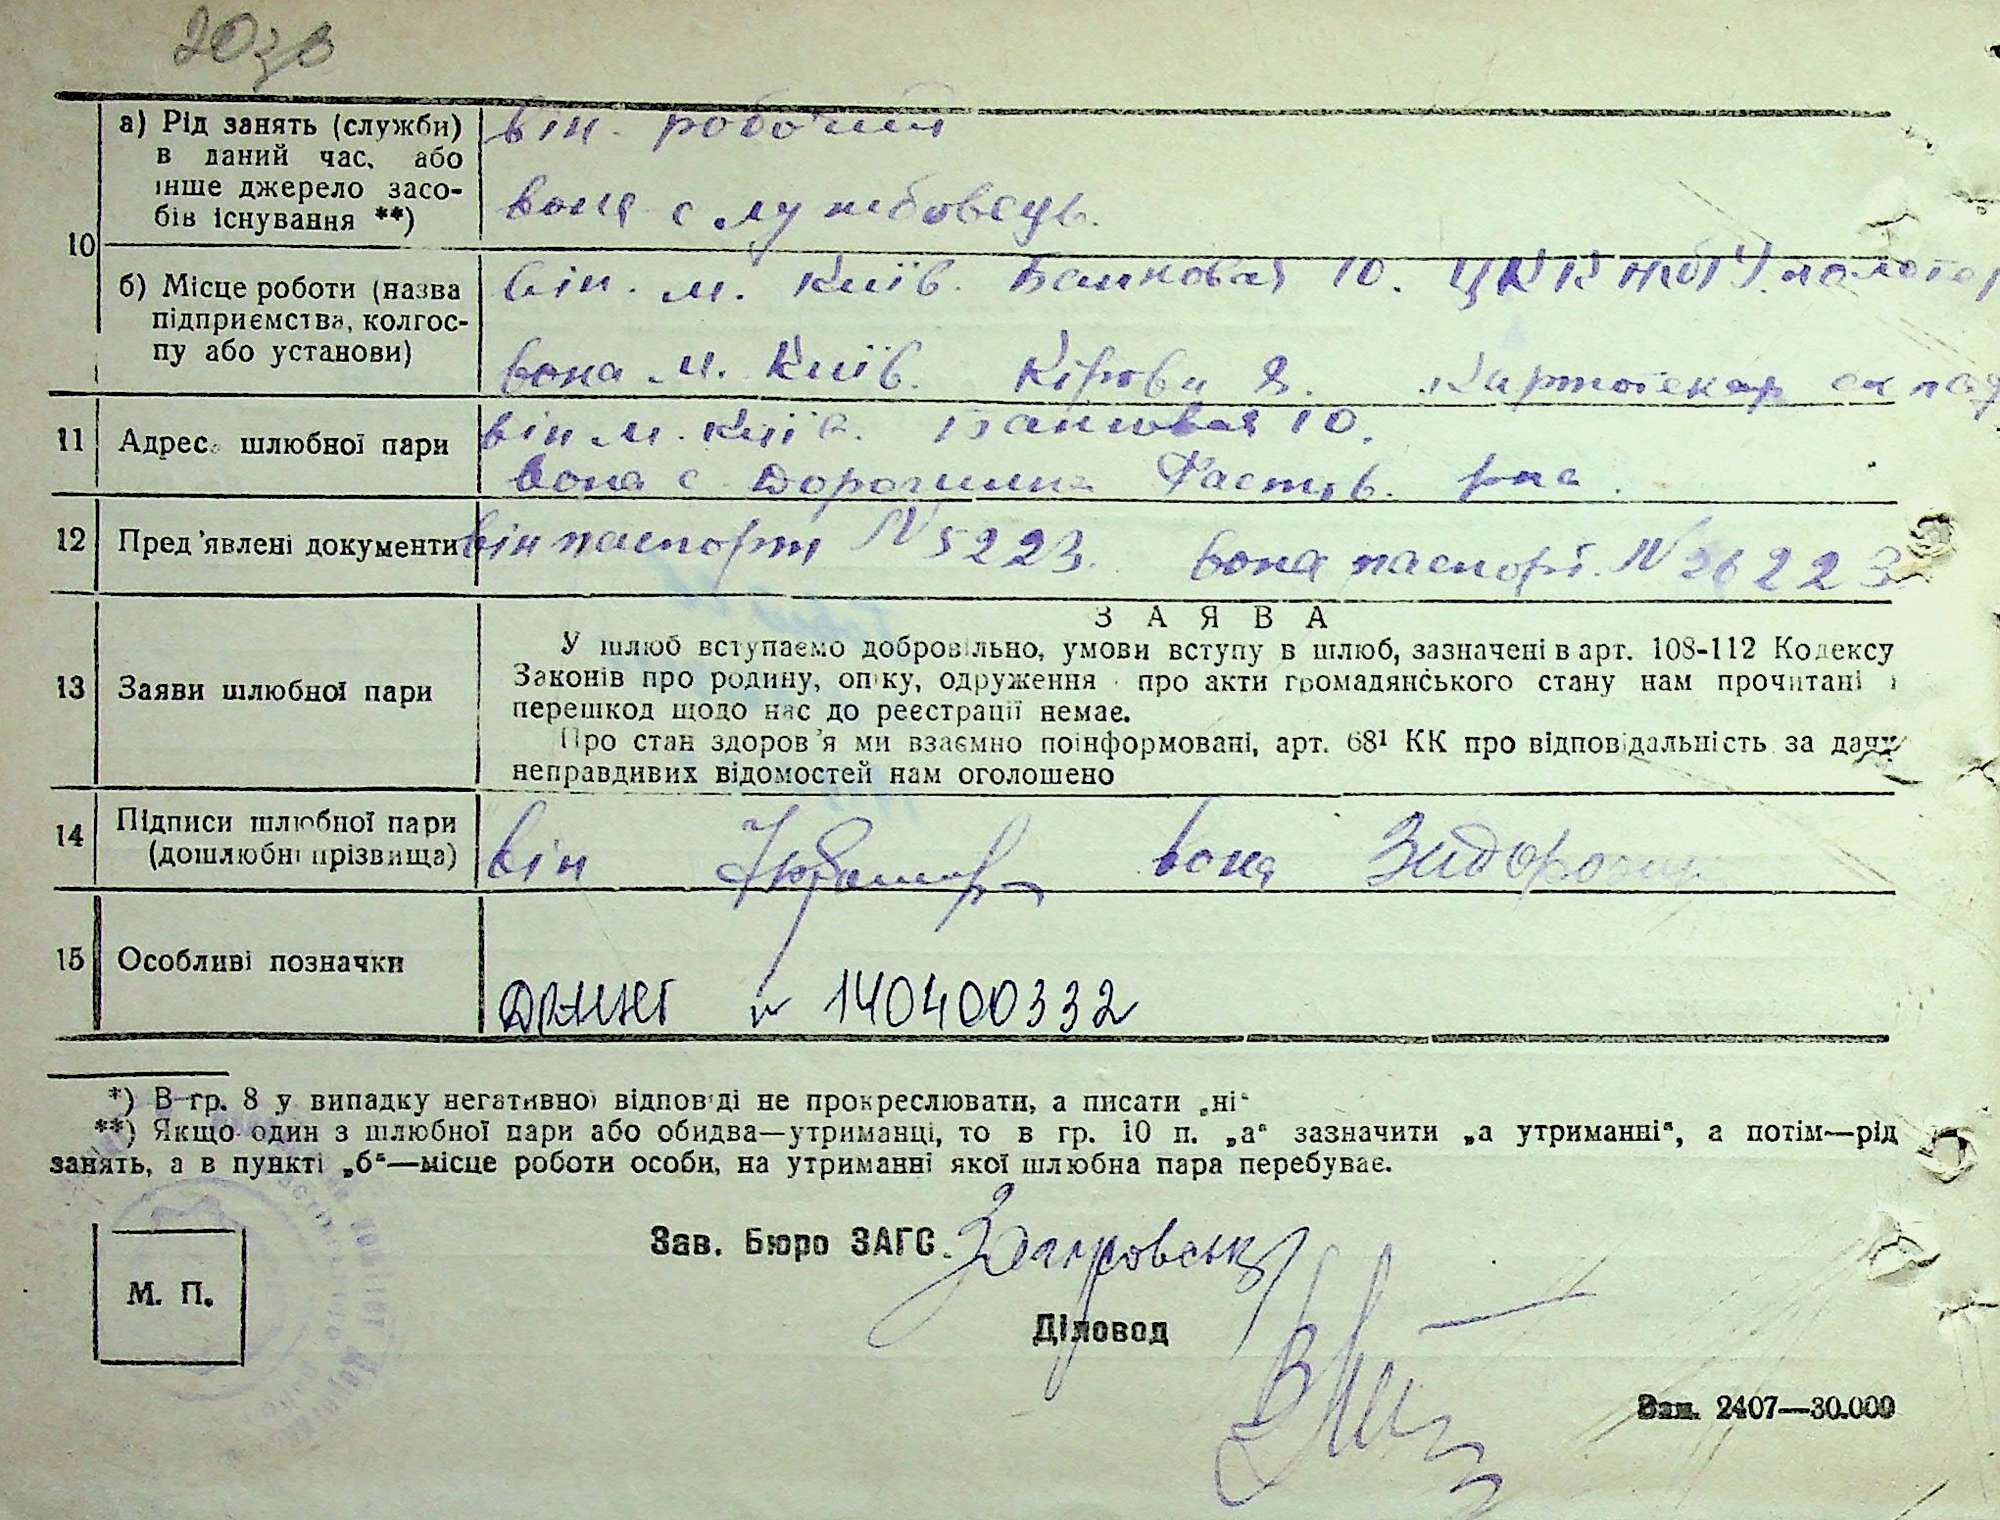 20зв
10
а) Рід занять (служби)
в даний час, або
інше джерело засо-
бів існування **)
він. робочий
вона службовець.
б) Місце роботи (назва
підприємства, колгос-
пу або установи)
він. м. Київ. Банковая 10.
вона м. Київ. Кірова 8. Картотекар
11 Адреса шлюбної пари
він м. Київ. Банковая 10.
вона с. Дорогинка Фастів. рас.
12 Пред'явлені документи
він паспорт N 5223. вона паспорт. N 26223
13 Заяви шлюбної пари
ЗАЯВА
У шлюб вступаємо добровільно, умови вступу в шлюб, зазначені в арт. 108-112 Кодексу
Законів про родину, опіку, одруження і про акти громадянського стану нам прочитані і
перешкод щодо нас до реєстрації немає.
Про стан здоров'я ми взаємно поінформовані, арт. 68¹ КК про відповідальність за дачу
неправдивих відомостей нам оголошено
14 Підписи шлюбної пари
(дошлюбні прізвища)
він вона
15 Особливі позначки
ДРАЦСГ n 140400332
*) В гр. 8 у випадку негативної відповіді не прокреслювати, а писати „ні“
**) Якщо один з шлюбної пари або обидва—утриманці, то в гр. 10 п. „а“ зазначити „а утриманні“, а потім—рід
занять, а в пункті „б“—місце роботи особи, на утриманні якої шлюбна пара перебуває.
М. П.
Зав. Бюро ЗАГС
Діловод
Зам. 2407—30.000